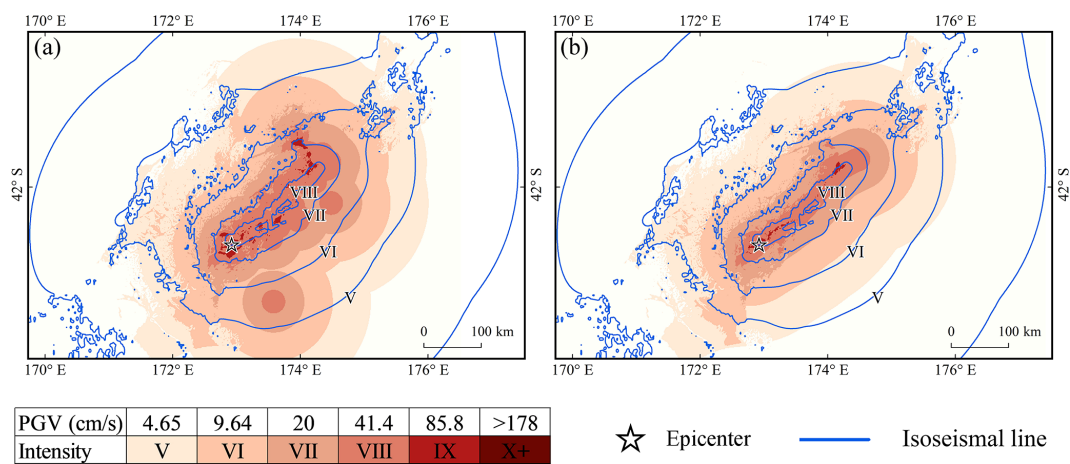 170° E 172° E 174° E 176° E 170° E 172° E 174° E 176° E
(a) (b)
42° S 42° S 42° S
VIII VIII
VII VII
VI VI
V V
0 100 km 0 100 km
170° E 172° E 174° E 176° E 170° E 172° E 174° E 176° E
PGV (cm/s) 4.65 9.64 20 41.4 85.8 >178
Intensity V VI VII VIII IX X+
Epicenter Isoseismal line